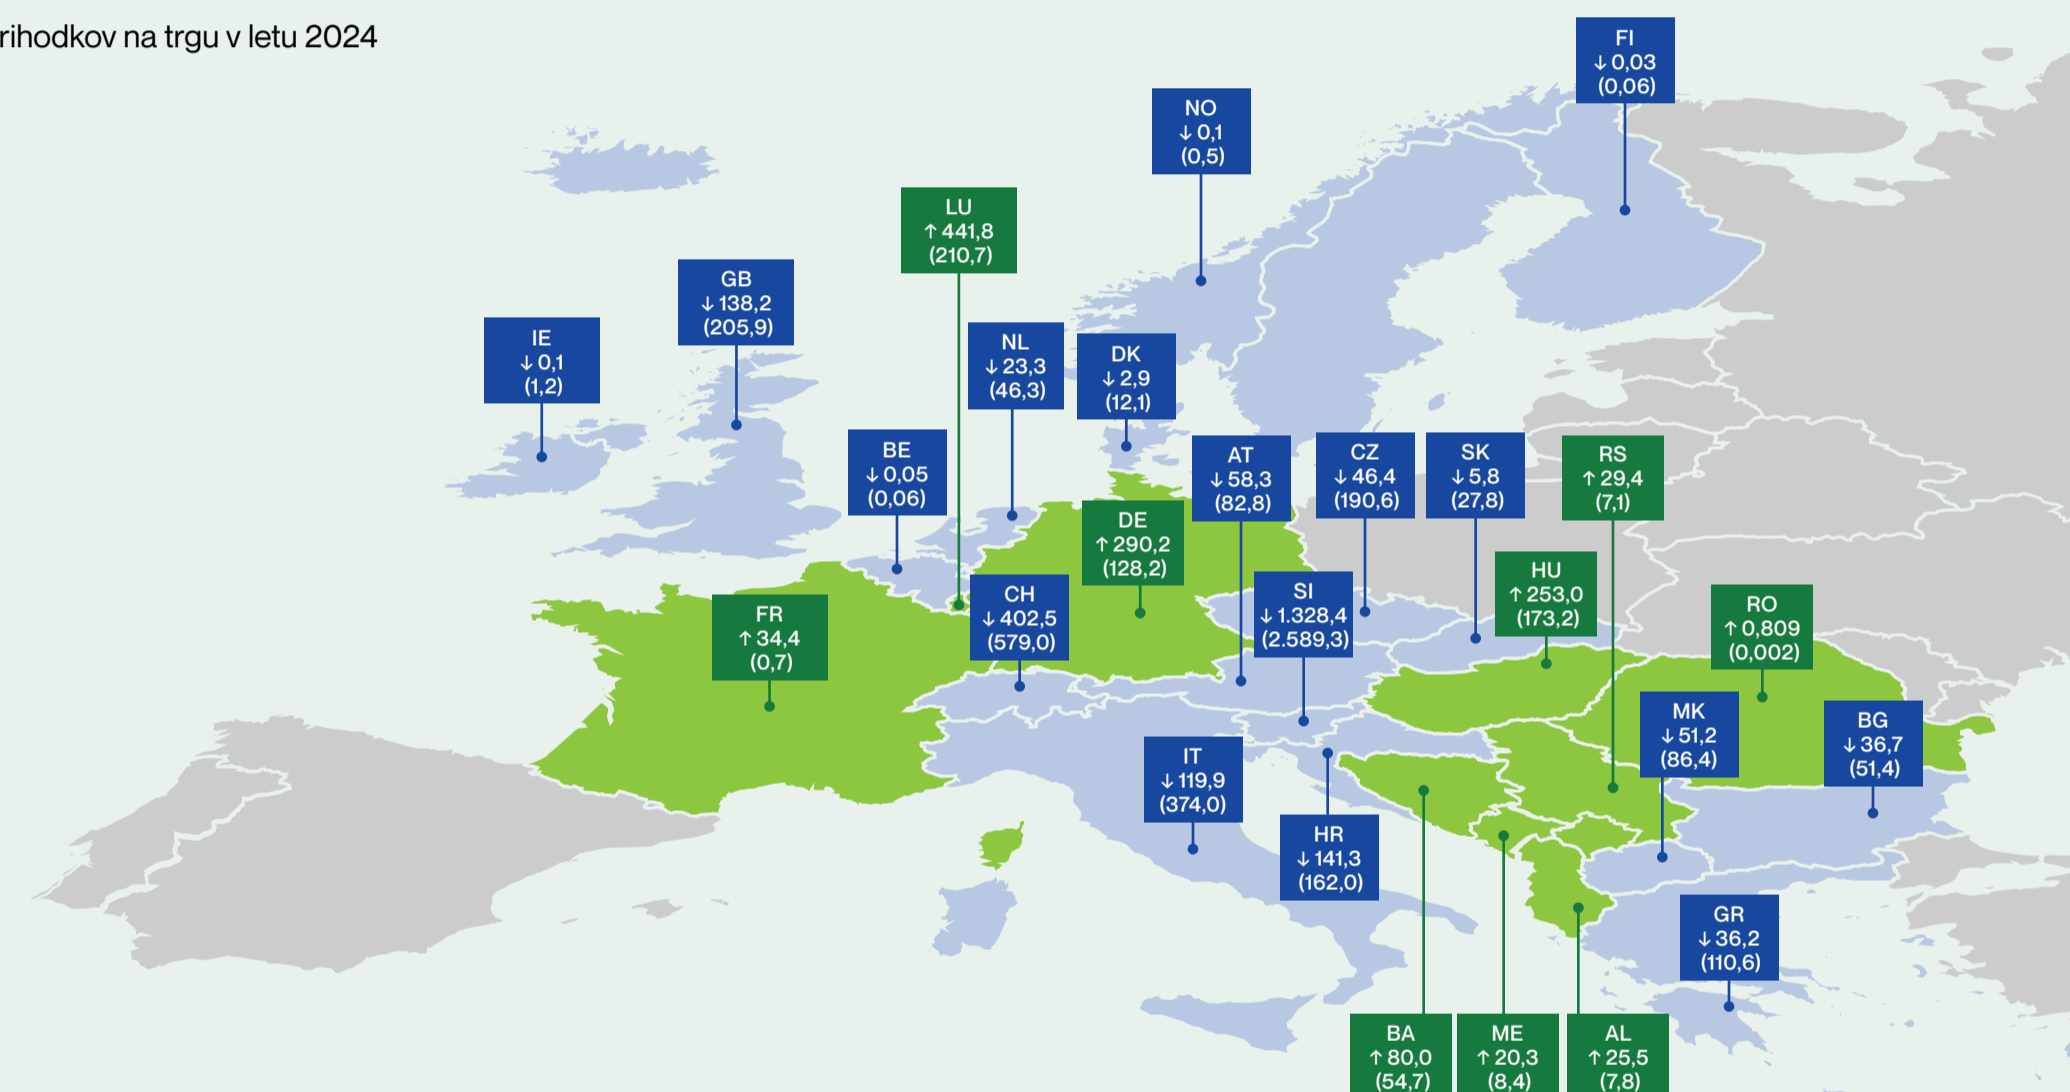 rihodkov na trgu v letu 2024
FI
↓ 0,03
(0,06)
NO
↓ 0,1
(0,5)
LU
↑ 441,8
(210,7)
GB
↓ 138,2
(205,9)
IE
↓ 0,1
(1,2)
NL
↓ 23,3
(46,3)
DK
↓ 2,9
(12,1)
BE
↓ 0,05
(0,06)
AT
↓ 58,3
(82,8)
CZ
↓ 46,4
(190,6)
SK
↓ 5,8
(27,8)
RS
↑ 29,4
(7,1)
DE
↑ 290,2
(128,2)
HU
↑ 253,0
(173,2)
CH
↓ 402,5
(579,0)
SI
↓ 1.328,4
(2.589,3)
RO
↑ 0,809
(0,002)
FR
↑ 34,4
(0,7)
MK
↓ 51,2
(86,4)
BG
↓ 36,7
(51,4)
IT
↓ 119,9
(374,0)
HR
↓ 141,3
(162,0)
GR
↓ 36,2
(110,6)
BA
↑ 80,0
(54,7)
ME
↑ 20,3
(8,4)
AL
↑ 25,5
(7,8)